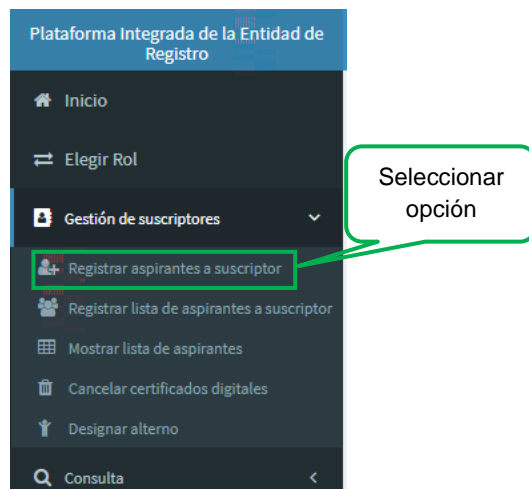 Plataforma Integrada de la Entidad de
Registro
Inicio
Elegir Rol
Seleccionar
opción
Gestión de suscriptores
Registrar aspirantes a suscriptor
Registrar lista de aspirantes a suscriptor
Mostrar lista de aspirantes
Cancelar certificados digitales
Designar alterno
Consulta